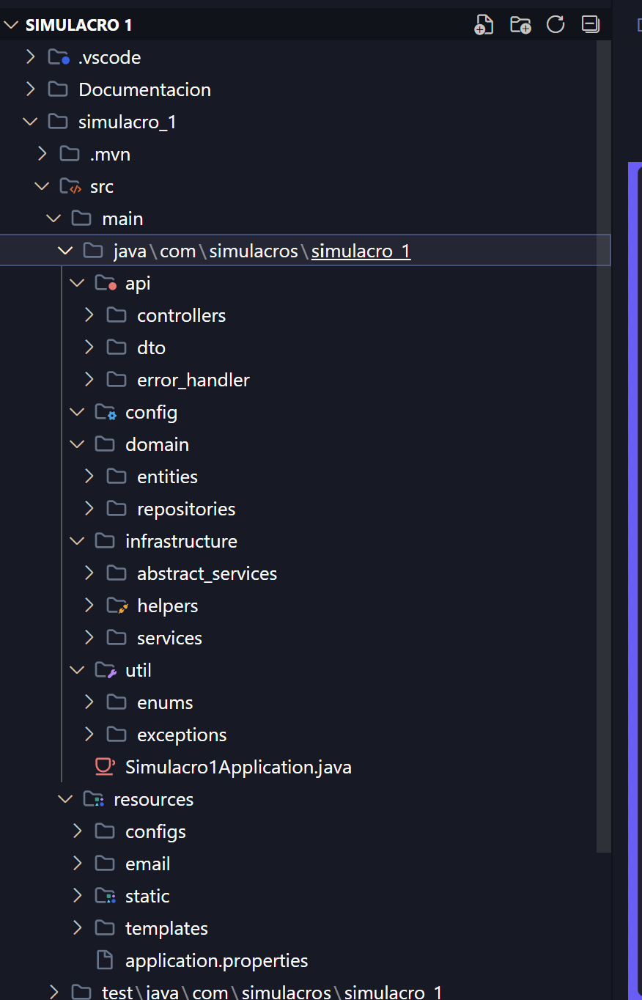 SIMULACRO 1
.vscode
Documentacion
simulacro_1
.mvn
src
main
java\com\simulacros\simulacro_1
api
controllers
dto
error_handler
config
domain
entities
repositories
infrastructure
abstract_services
helpers
services
util
enums
exceptions
Simulacro1Application.java
resources
configs
email
static
templates
application.properties
test\java\com\simulacros\simulacro_1